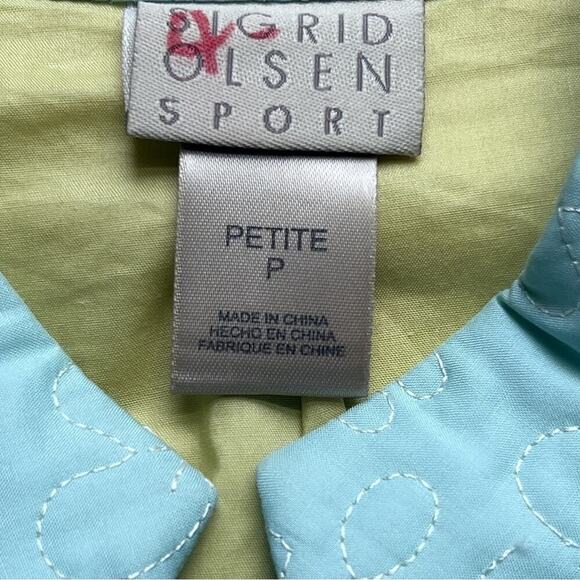 SIGRID
OLSEN
SPORT
PETITE
P
MADE IN CHINA
HECHO EN CHINA
FABRIQUE EN CHINE